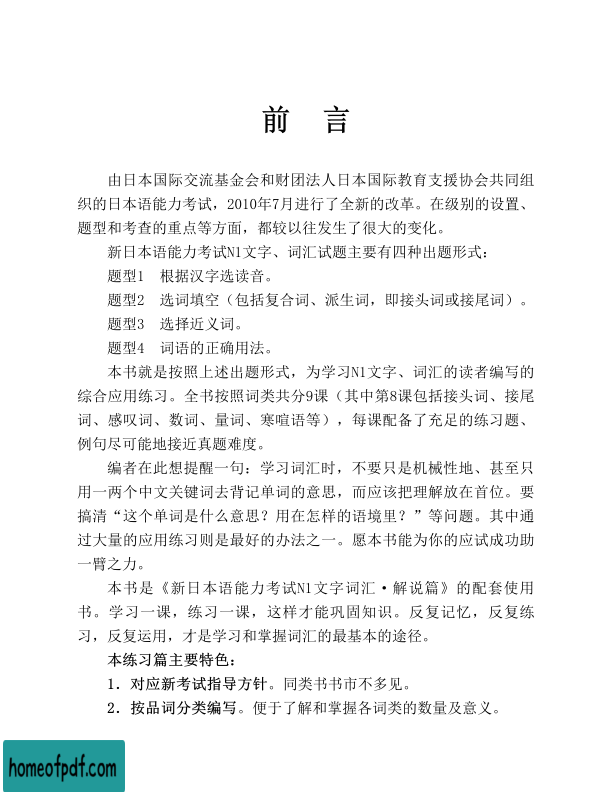 前 言
由日本国际交流基金会和财团法人日本国际教育支援协会共同组
织的日本语能力考试，2010年7月进行了全新的改革。在级别的设置、
题型和考查的重点等方面，都较以往发生了很大的变化。
新日本语能力考试N1文字、词汇试题主要有四种出题形式：
题型1 根据汉字选读音。
题型2 选词填空（包括复合词、派生词，即接头词或接尾词）。
题型3 选择近义词。
题型4 词语的正确用法。
本书就是按照上述出题形式，为学习N1文字、词汇的读者编写的
综合应用练习。全书按照词类共分9课（其中第8课包括接头词、接尾
词、感叹词、数词、量词、寒喧语等），每课配备了充足的练习题、
例句尽可能地接近真题难度。
编者在此想提醒一句：学习词汇时，不要只是机械性地、甚至只
用一两个中文关键词去背记单词的意思，而应该把理解放在首位。要
搞清“这个单词是什么意思？用在怎样的语境里？”等问题。其中通
过大量的应用练习则是最好的办法之一。愿本书能为你的应试成功助
一臂之力。
本书是《新日本语能力考试N1文字词汇·解说篇》的配套使用
书。学习一课，练习一课，这样才能巩固知识。反复记忆，反复练
习，反复运用，才是学习和掌握词汇的最基本的途径。
本练习篇主要特色：
1．对应新考试指导方针。同类书书市不多见。
2．按品词分类编写。便于了解和掌握各词类的数量及意义。
homeofpdf.com